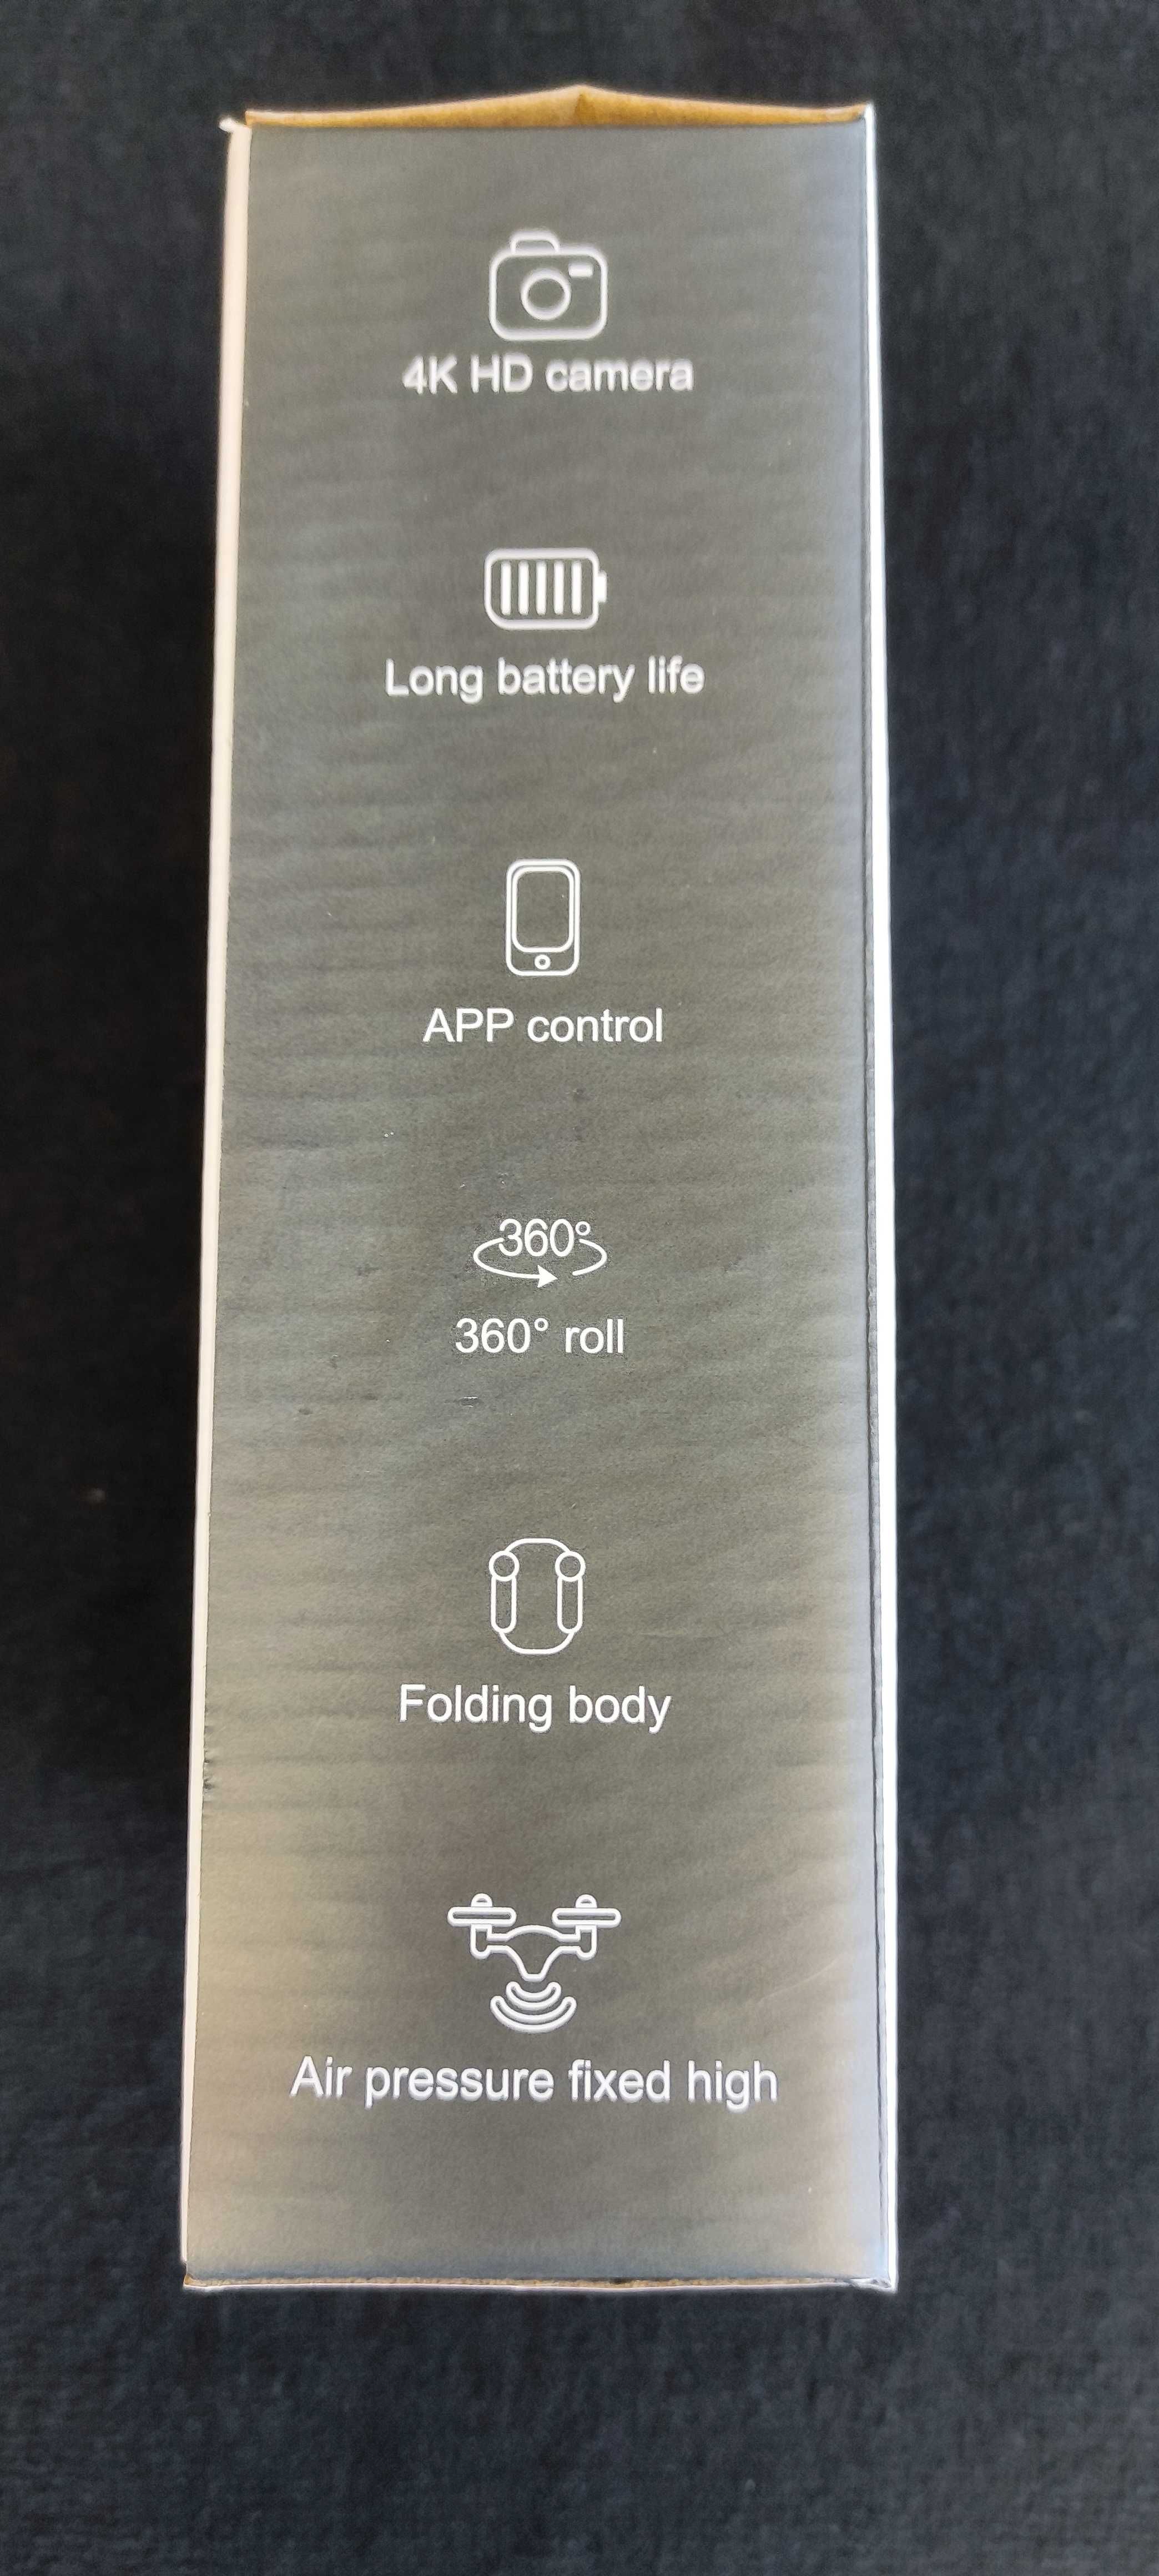 4K HD camera
Long battery life
APP control
360°
360° roll
Folding body
Air pressure fixed high